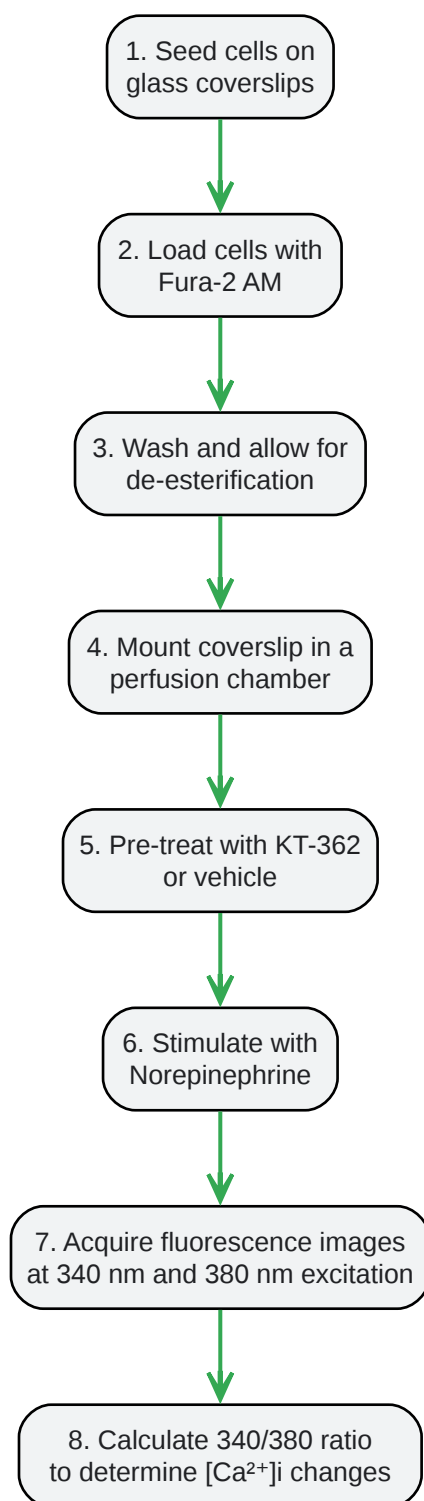 1. Seed cells on
glass coverslips
2. Load cells with
Fura-2 AM
3. Wash and allow for
de-esterification
4. Mount coverslip in a
perfusion chamber
5. Pre-treat with KT-362
or vehicle
6. Stimulate with
Norepinephrine
7. Acquire fluorescence images
at 340 nm and 380 nm excitation
8. Calculate 340/380 ratio
to determine [Ca²⁺]i changes